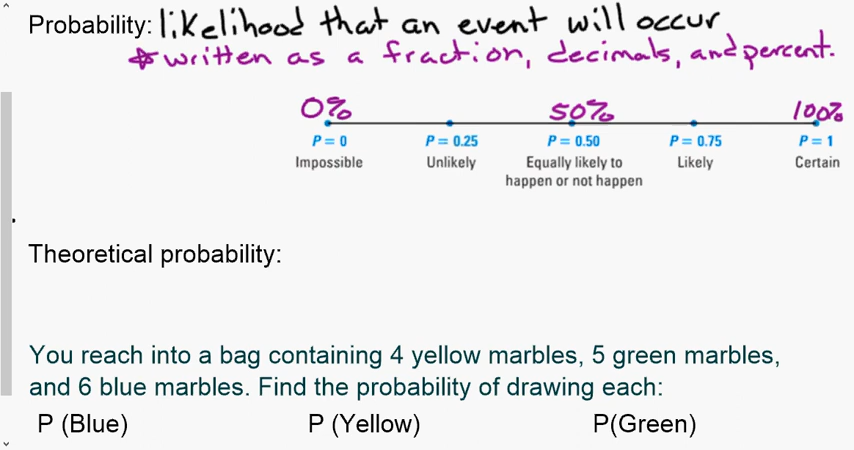 Probability: likelihood that an event will occur
* written as a fraction, decimals, and percent.
0% 50% 100%
P = 0 P = 0.25 P = 0.50 P = 0.75 P = 1
Impossible Unlikely Equally likely to Likely Certain
happen or not happen
Theoretical probability:
You reach into a bag containing 4 yellow marbles, 5 green marbles,
and 6 blue marbles. Find the probability of drawing each:
P (Blue) P (Yellow) P(Green)